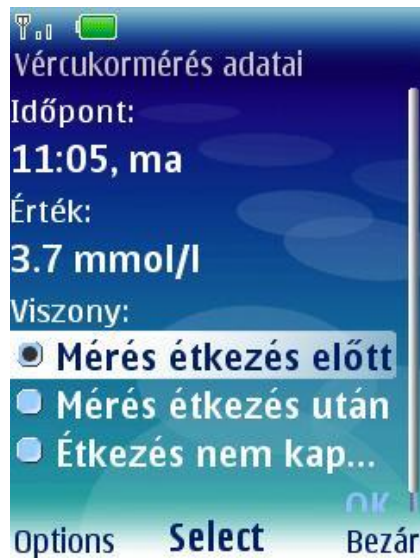 Vércukormérés adatai
Időpont:
11:05, ma
Érték:
3.7 mmol/l
Viszony:
Mérés étkezés előtt
Mérés étkezés után
Étkezés nem kap...
OK
Options Select Bezár